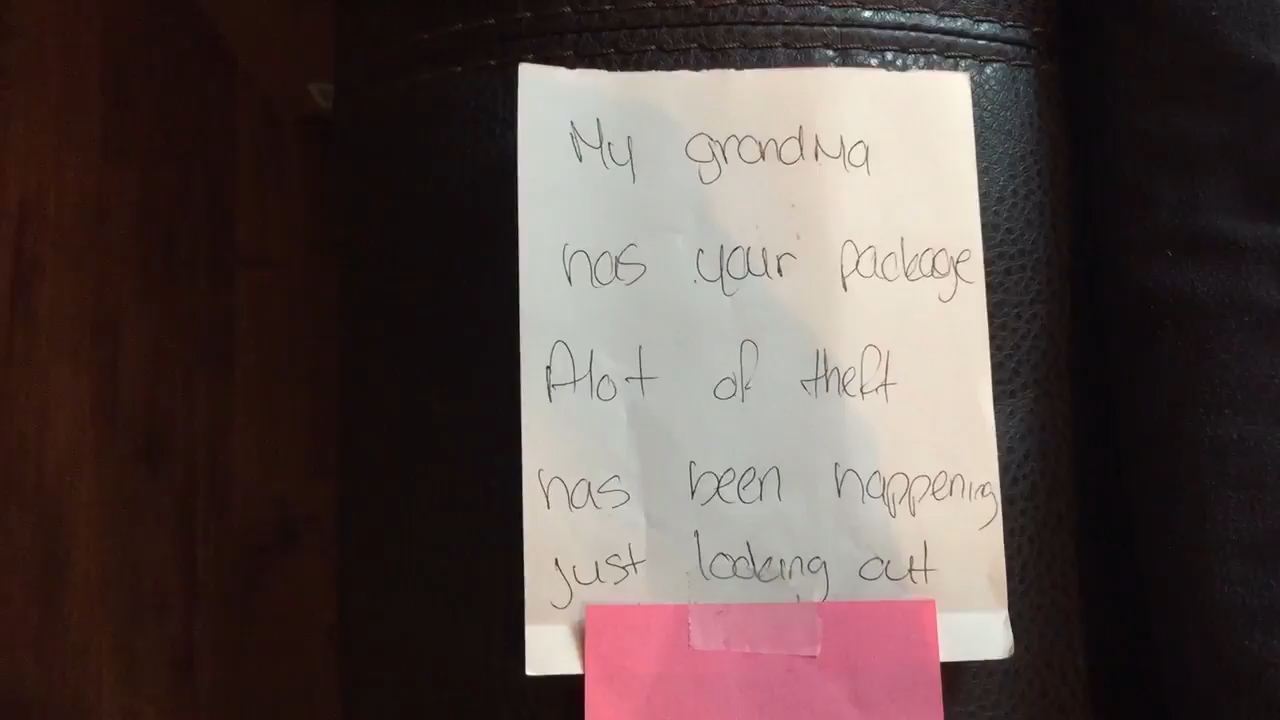 My grandma
has your package
Alot of theft
has been happening
just looking out